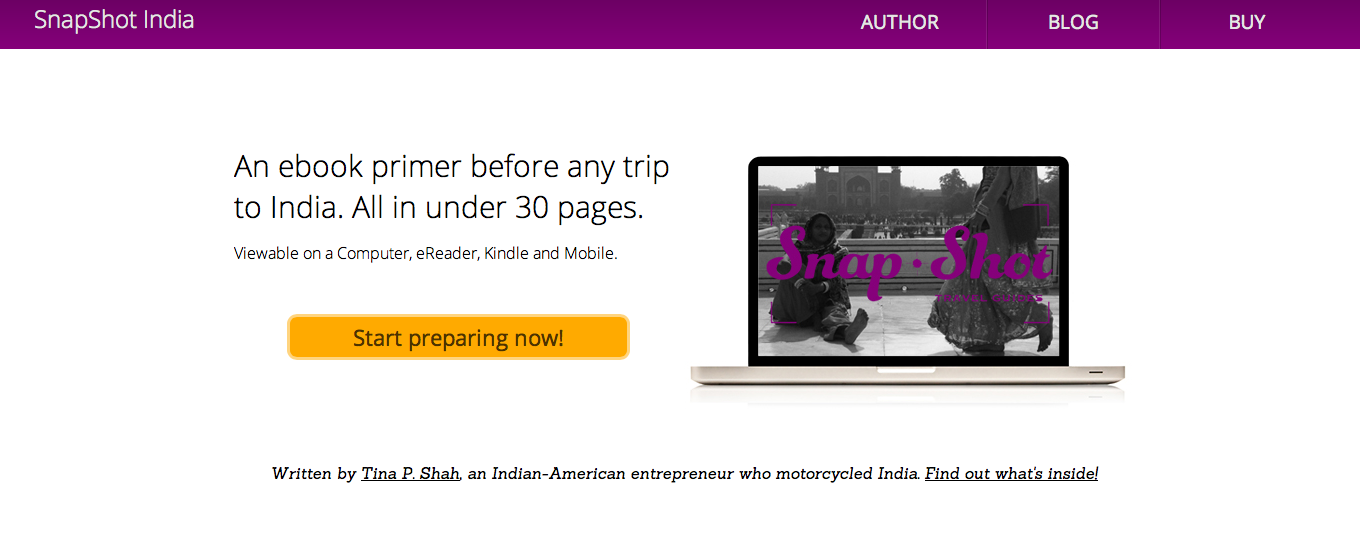 SnapShot India
AUTHOR
BLOG
BUY
An ebook primer before any trip
to India. All in under 30 pages.
Viewable on a Computer, eReader, Kindle and Mobile.
Start preparing now!
Snap·Shot
TRAVEL GUIDES
Written by Tina P. Shah, an Indian-American entrepreneur who motorcycled India. Find out what's inside!